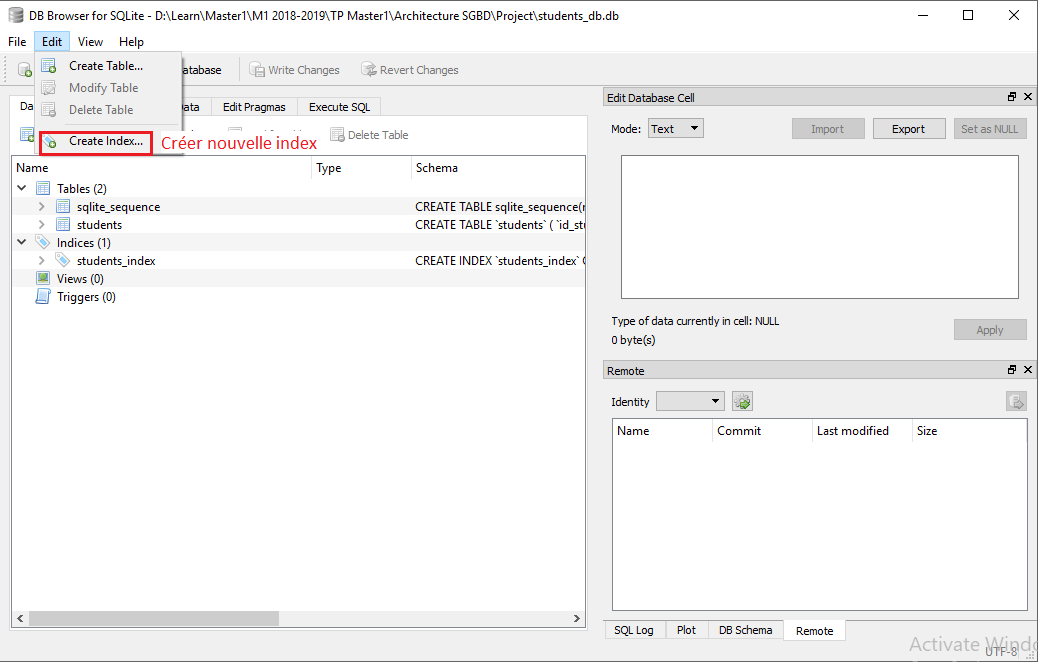 DB Browser for SQLite - D:\Learn\Master1\M1 2018-2019\TP Master1\Architecture SGBD\Project\students_db.db
File Edit View Help
Create Table...
Modify Table
Delete Table
Create Index...
Créer nouvelle index
atabase Write Changes Revert Changes
Da ata Edit Pragmas Execute SQL
Delete Table
Name Type Schema
Tables (2)
sqlite_sequence CREATE TABLE sqlite_sequence(n
students CREATE TABLE `students` ( `id_stu
Indices (1)
students_index CREATE INDEX `students_index`
Views (0)
Triggers (0)
Edit Database Cell
Mode: Text Import Export Set as NULL
Type of data currently in cell: NULL
0 byte(s)
Apply
Remote
Identity
Name Commit Last modified Size
SQL Log Plot DB Schema Remote
Activate Windo
UTF-8